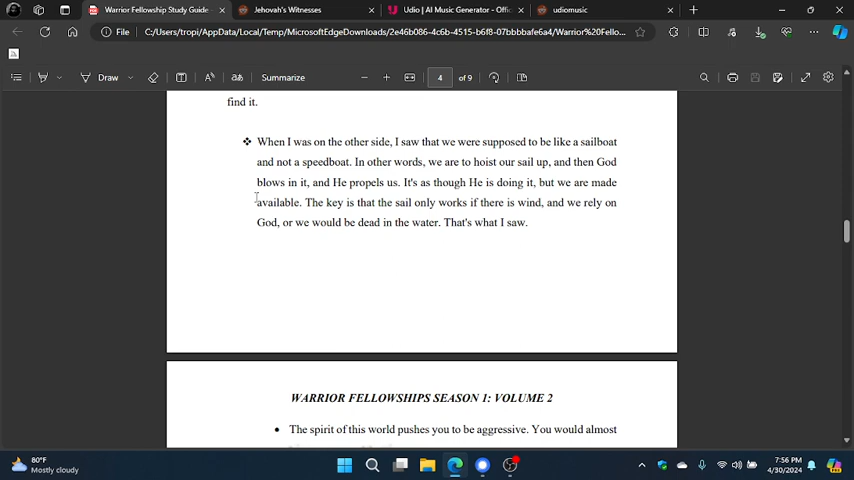 Warrior Fellowship Study Guide -
Jehovah's Witnesses
Udio | AI Music Generator - Offic
udiomusic
File
C:/Users/tropi/AppData/Local/Temp/MicrosoftEdgeDownloads/2e46b086-4c6b-4515-b6f8-07bbbbafe6a4/Warrior%20Fello...
Draw
Summarize
4 of 9
find it.
❖ When I was on the other side, I saw that we were supposed to be like a sailboat
and not a speedboat. In other words, we are to hoist our sail up, and then God
blows in it, and He propels us. It's as though He is doing it, but we are made
available. The key is that the sail only works if there is wind, and we rely on
God, or we would be dead in the water. That's what I saw.
WARRIOR FELLOWSHIPS SEASON 1: VOLUME 2
• The spirit of this world pushes you to be aggressive. You would almost
80°F
Mostly cloudy
7:56 PM
4/30/2024